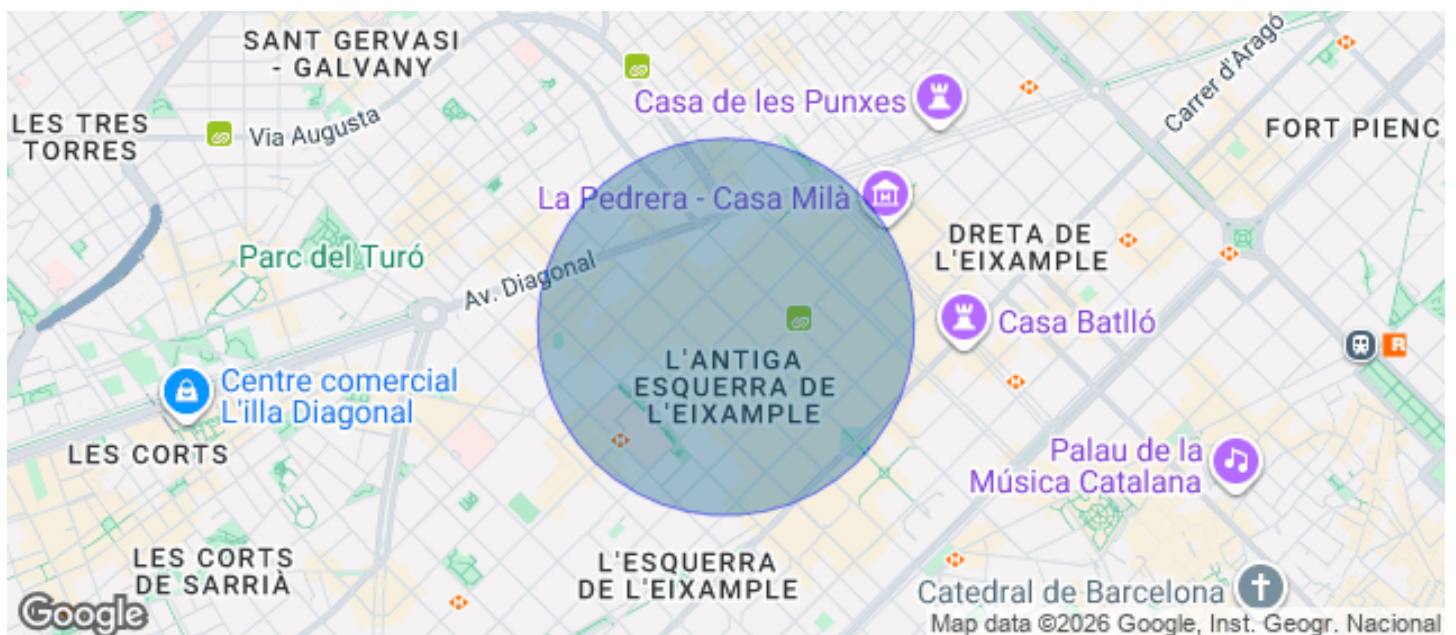 SANT GERVASI
- GALVANY
LES TRES
TORRES
Via Augusta
Casa de les Punxes
Carrer d'Aragó
FORT PIENC
La Pedrera - Casa Milà
DRETA DE
L'EIXAMPLE
Parc del Turó
Av. Diagonal
Casa Batlló
L'ANTIGA
ESQUERRA DE
L'EIXAMPLE
R
Centre comercial
L'illa Diagonal
LES CORTS
Palau de la
Música Catalana
LES CORTS
DE SARRIÀ
L'ESQUERRA
DE L'EIXAMPLE
Catedral de Barcelona
Google
Map data ©2026 Google, Inst. Geogr. Nacional